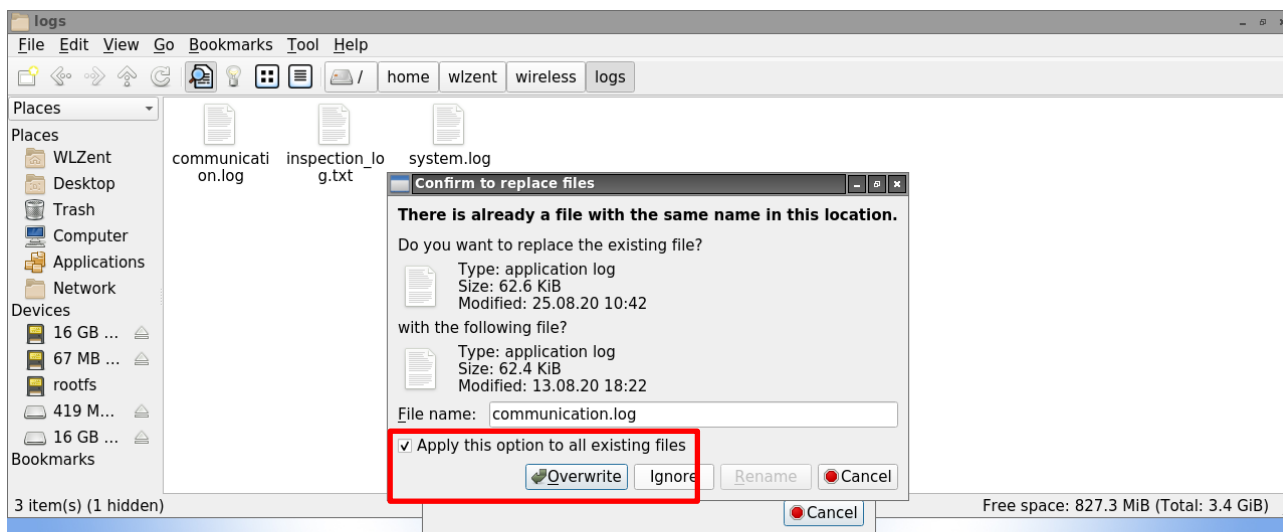 logs
File Edit View Go Bookmarks Tool Help
/ home wlzent wireless logs
Places
Places
WLZent
Desktop
Trash
Computer
Applications
Network
Devices
16 GB ...
67 MB ...
rootfs
419 M...
16 GB ...
Bookmarks
communicati
on.log
inspection_lo
g.txt
system.log
Confirm to replace files
There is already a file with the same name in this location.
Do you want to replace the existing file?
Type: application log
Size: 62.6 KiB
Modified: 25.08.20 10:42
with the following file?
Type: application log
Size: 62.4 KiB
Modified: 13.08.20 18:22
File name: communication.log
Apply this option to all existing files
Overwrite Ignore Rename Cancel
Cancel
3 item(s) (1 hidden) Free space: 827.3 MiB (Total: 3.4 GiB)